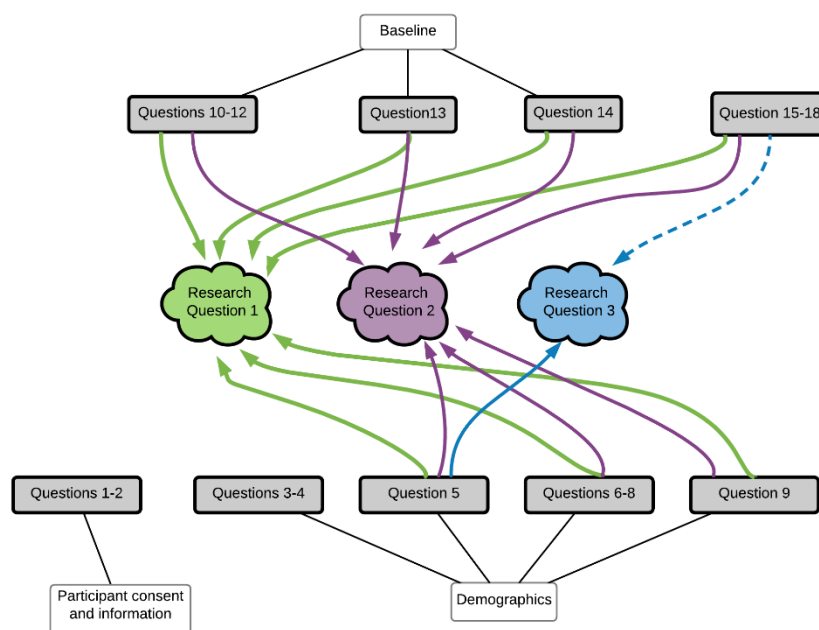 Baseline
Questions 10-12
Question13
Question 14
Question 15-18
Research
Question 1
Research
Question 2
Research
Question 3
Questions 1-2
Questions 3-4
Question 5
Questions 6-8
Question 9
Participant consent
and information
Demographics